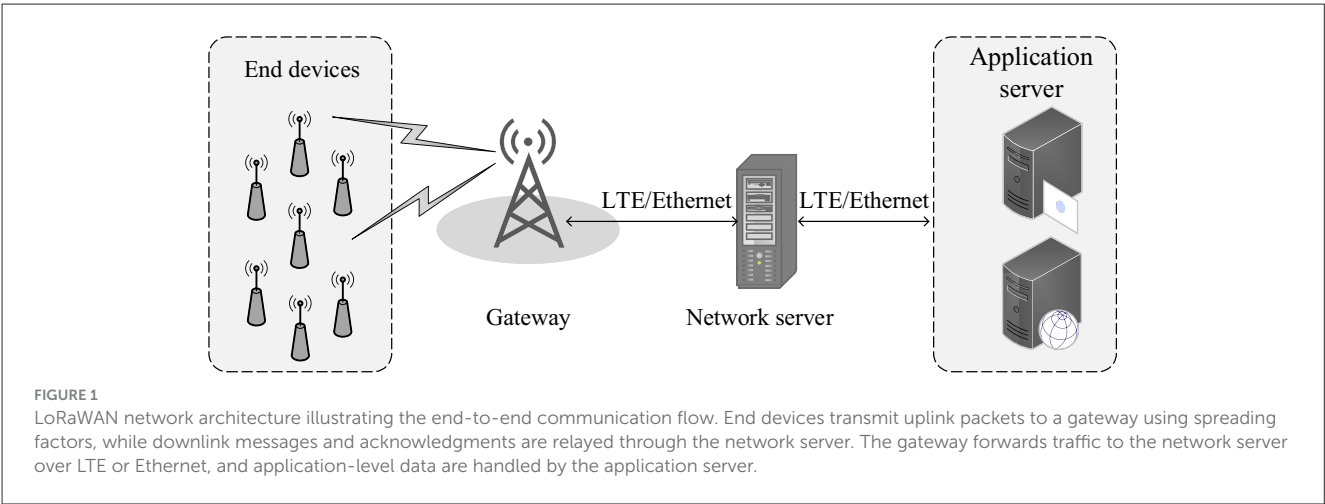 End devices
Application
server
LTE/Ethernet
LTE/Ethernet
Gateway
Network server
FIGURE 1
LoRaWAN network architecture illustrating the end-to-end communication flow. End devices transmit uplink packets to a gateway using spreading
factors, while downlink messages and acknowledgments are relayed through the network server. The gateway forwards traffic to the network server
over LTE or Ethernet, and application-level data are handled by the application server.